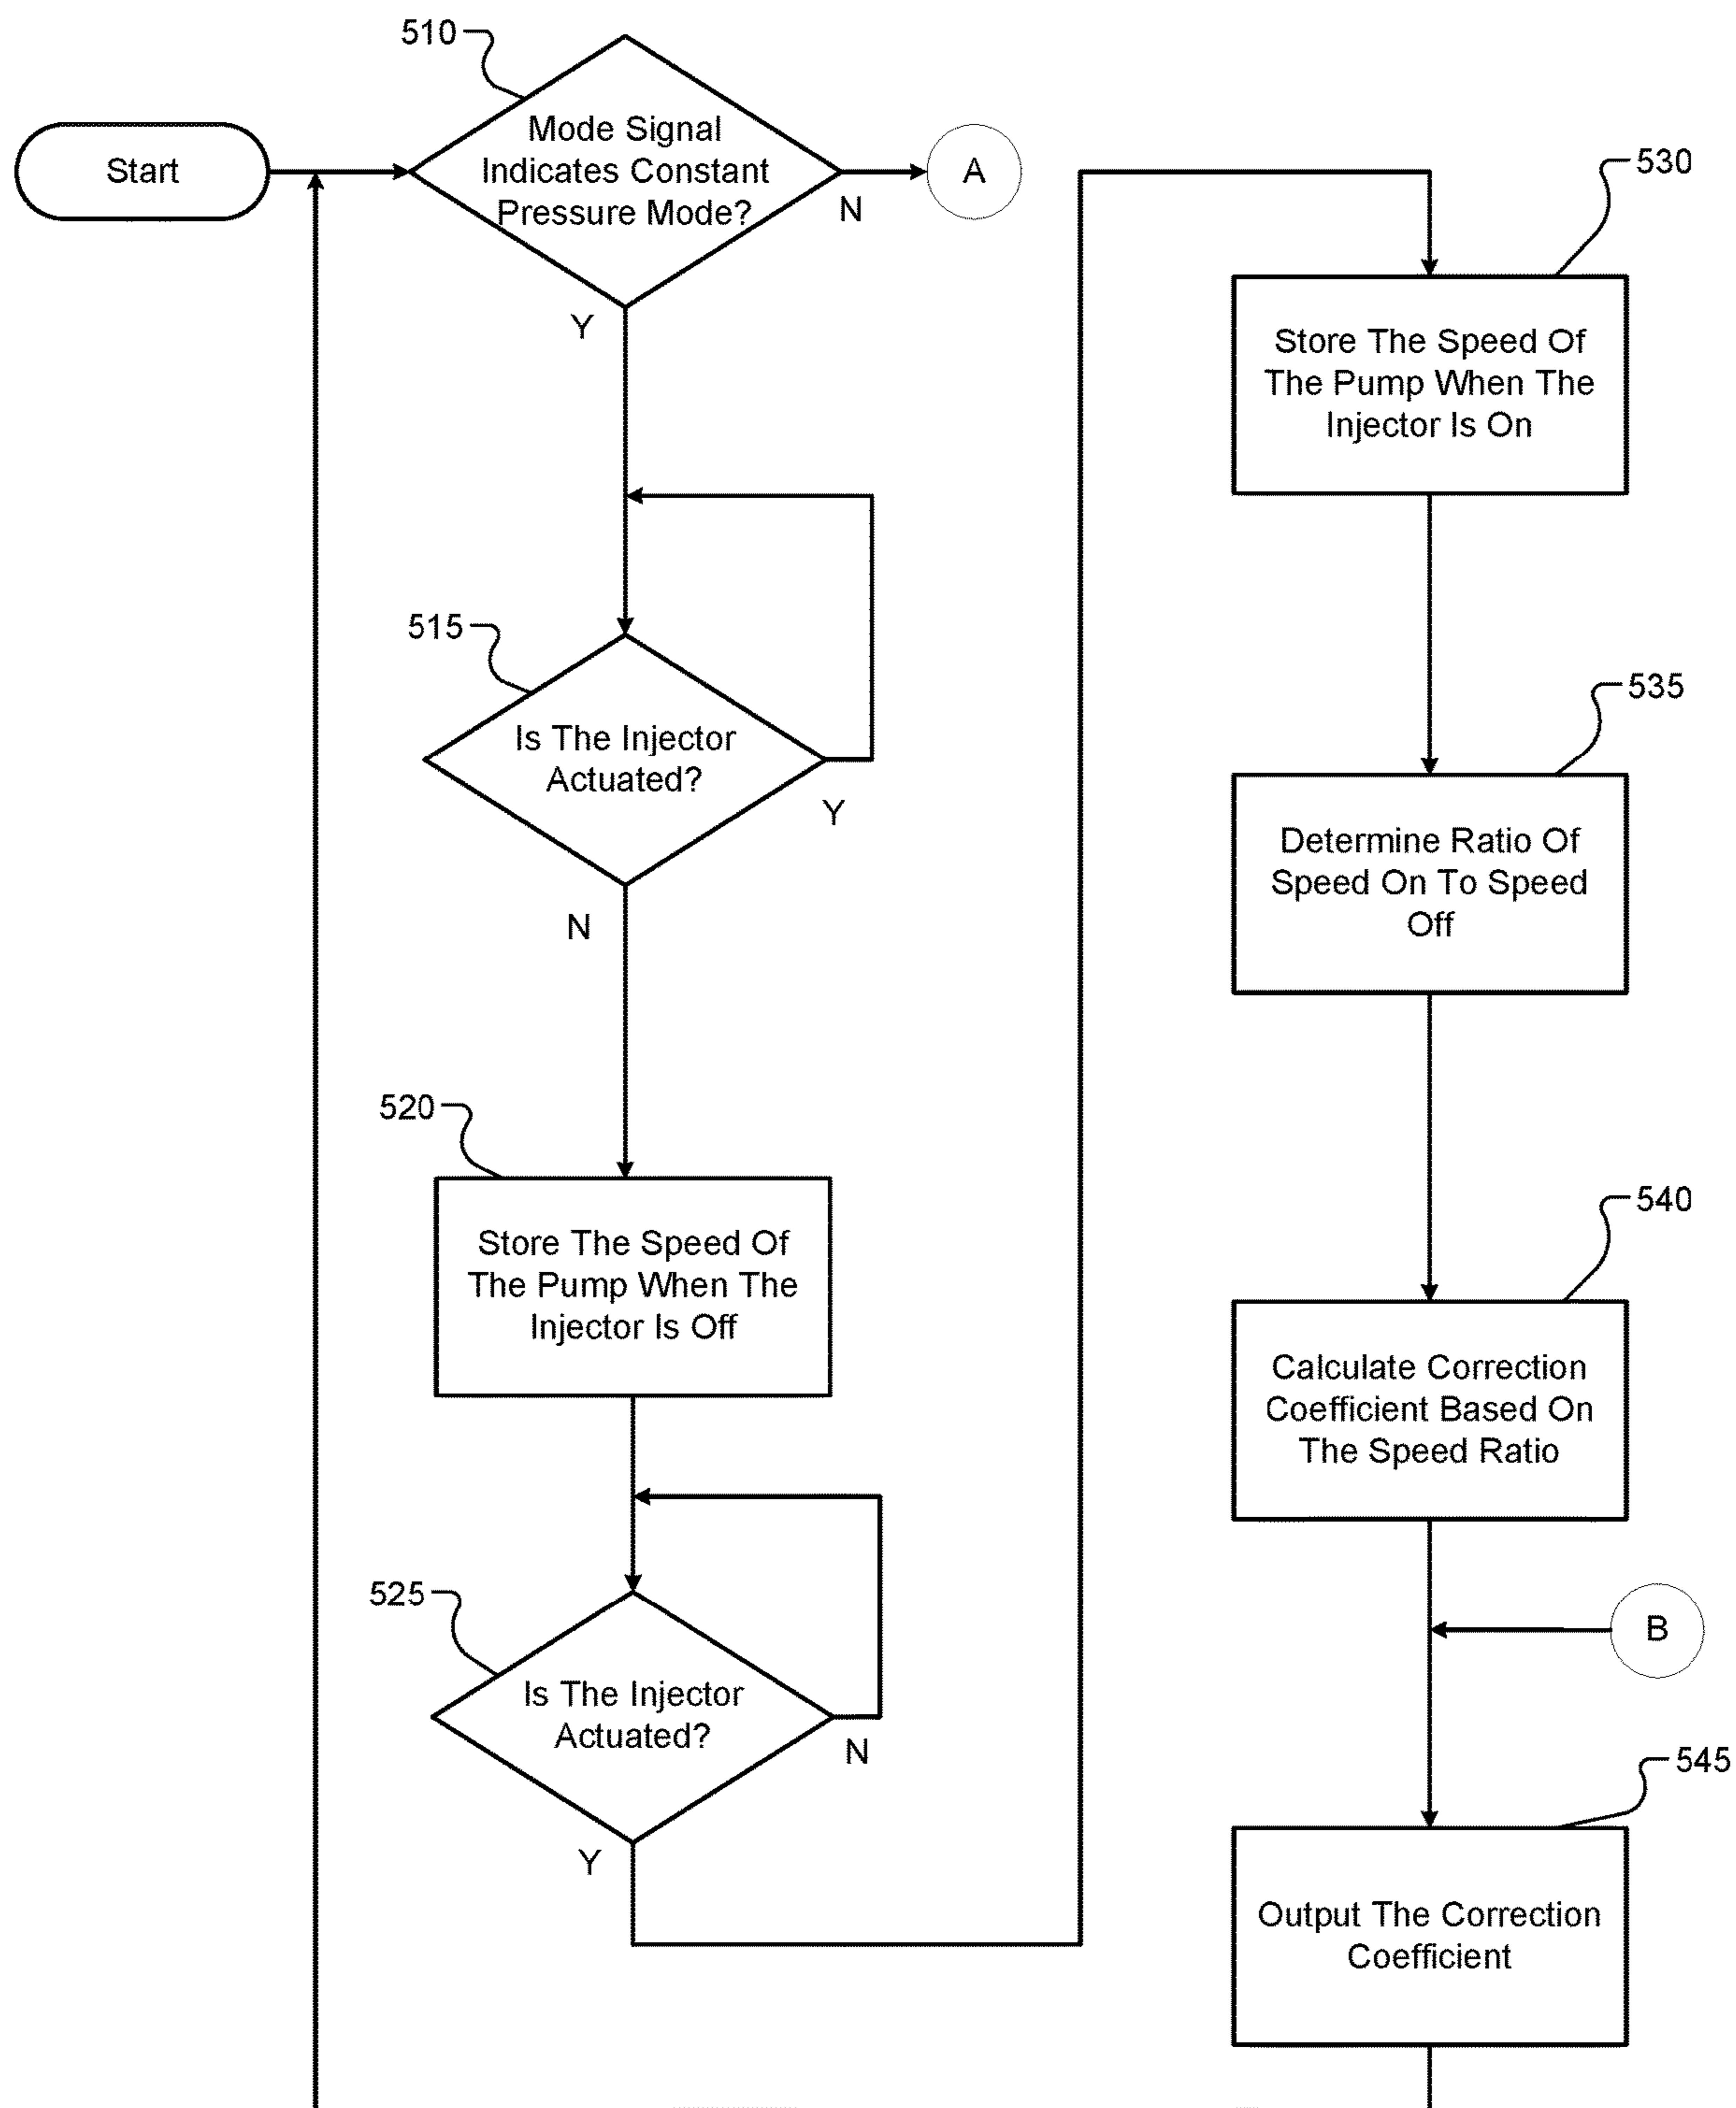 510
Start
Mode Signal
Indicates Constant
Pressure Mode?
N
A
Y
515
Is The Injector
Actuated?
Y
N
520
Store The Speed Of
The Pump When The
Injector Is Off
525
Is The Injector
Actuated?
N
Y
530
Store The Speed Of
The Pump When The
Injector Is On
535
Determine Ratio Of
Speed On To Speed
Off
540
Calculate Correction
Coefficient Based On
The Speed Ratio
B
545
Output The Correction
Coefficient